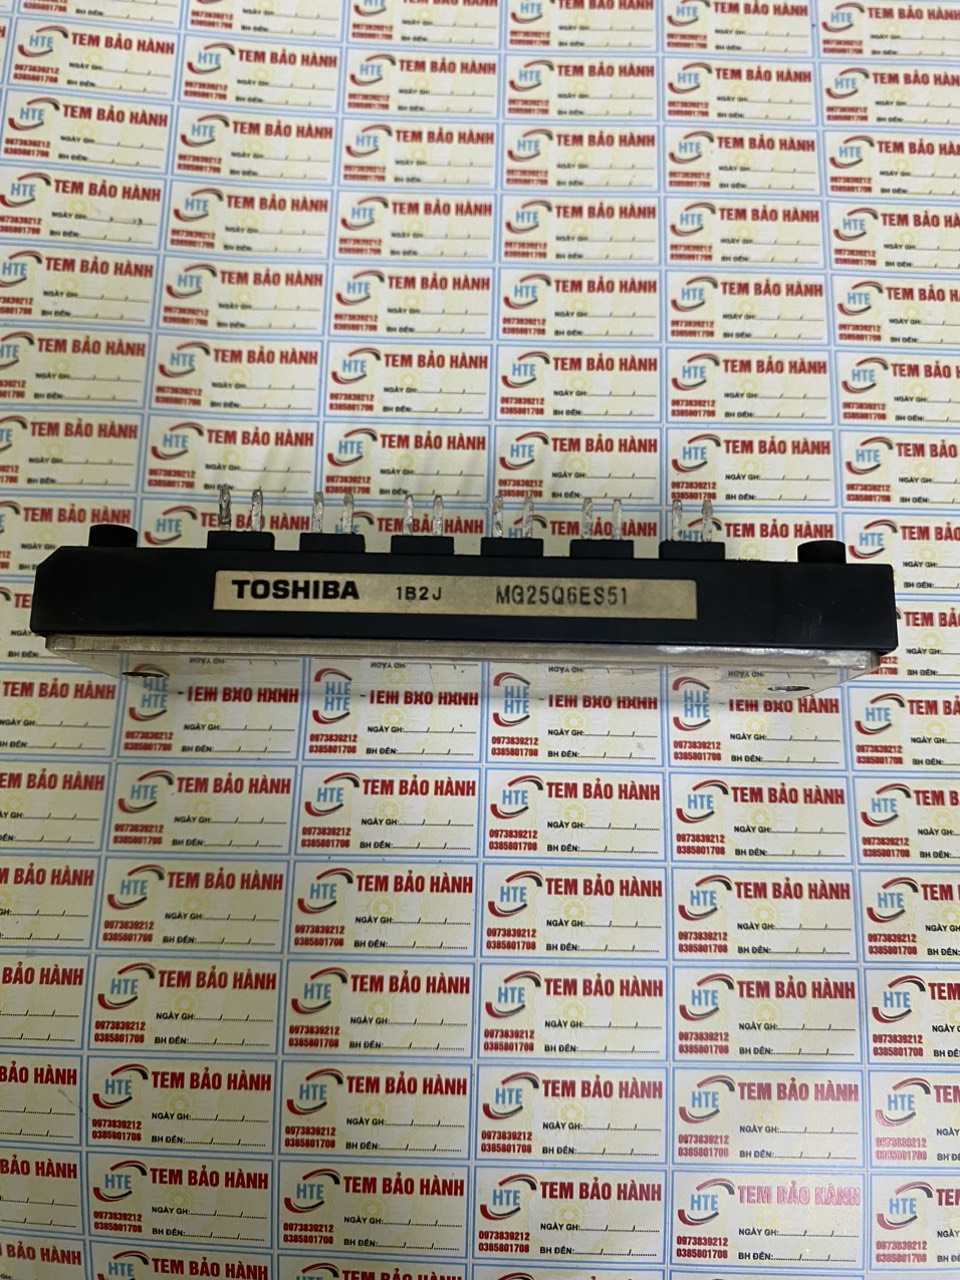 TOSHIBA 1B2J MG25Q6ES51
HTE
TEM BẢO HÀNH
0973839212
0385801708
NGÀY GH:
BH ĐẾN: